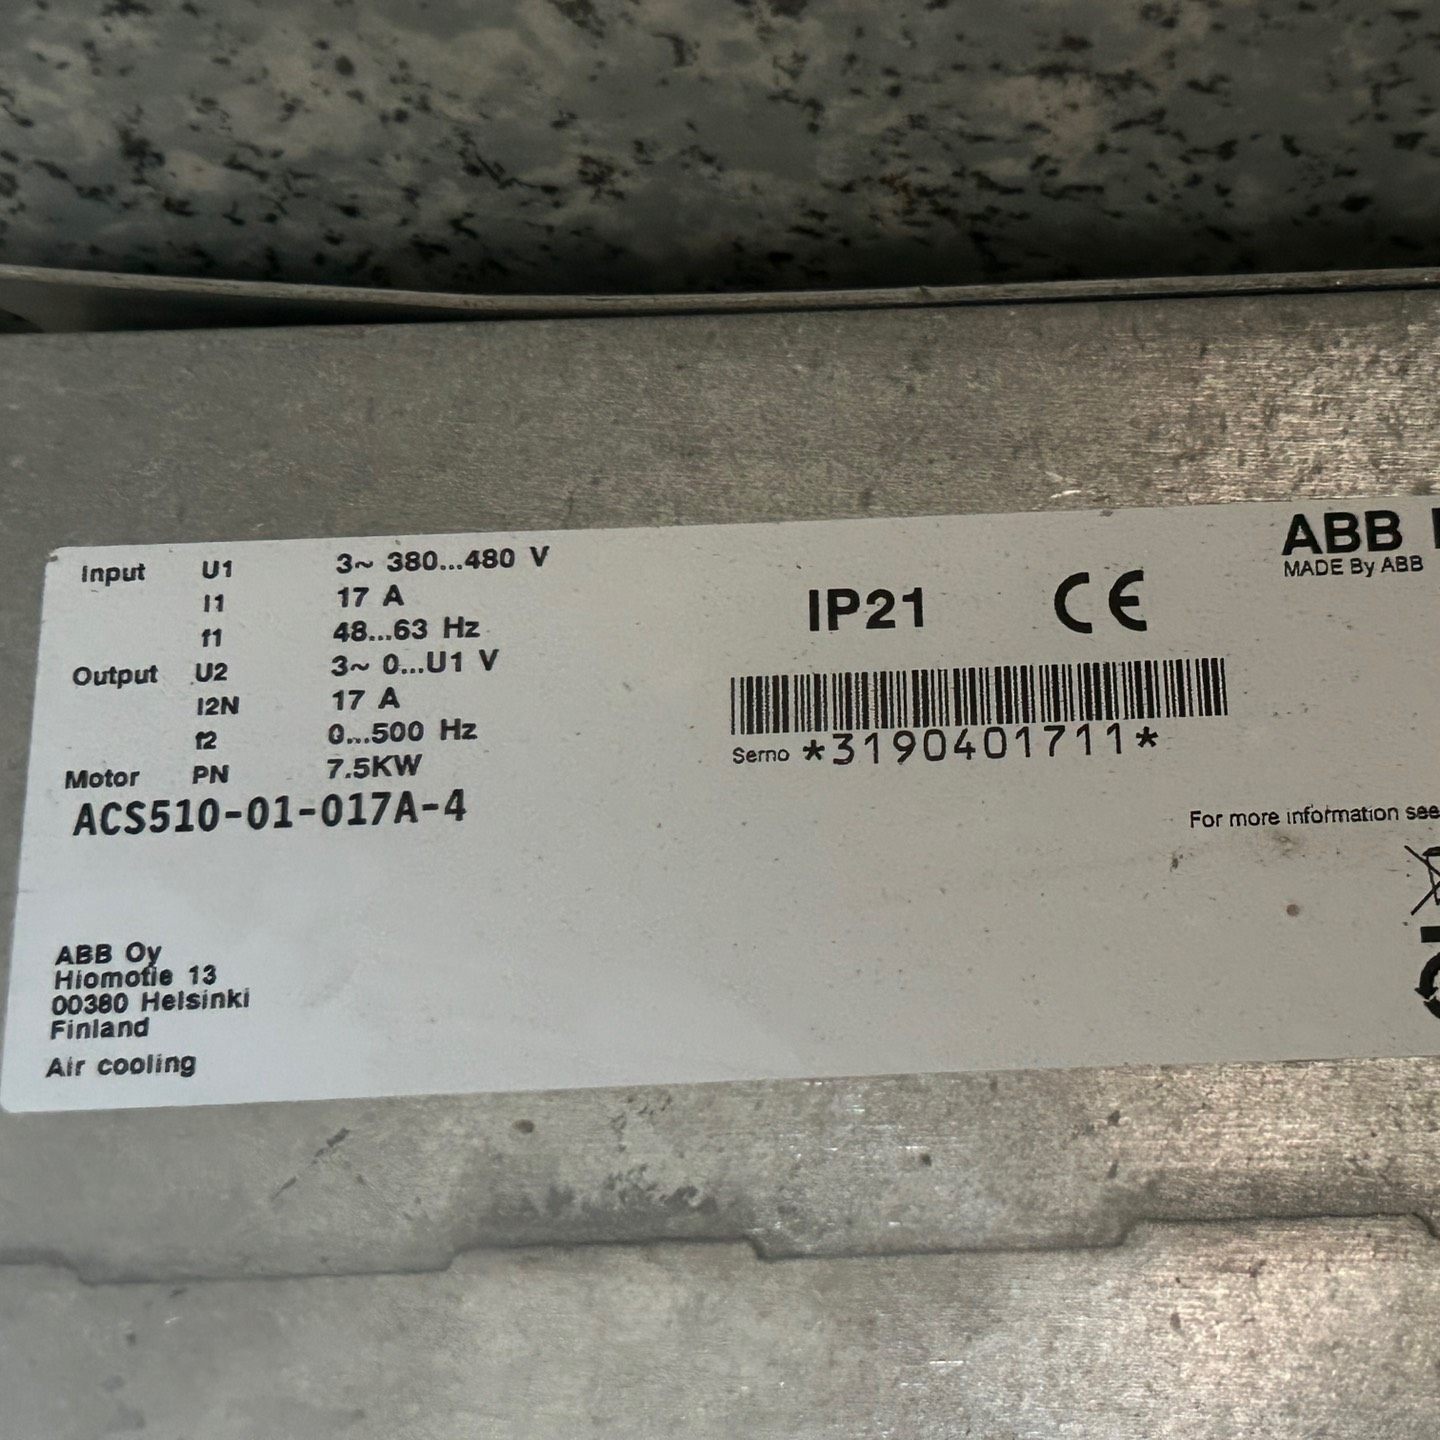 Input U1 3~ 380...480 V
I1 17 A
f1 48...63 Hz
Output U2 3~ 0...U1 V
I2N 17 A
f2 0...500 Hz
Motor PN 7.5KW
ACS510-01-017A-4
ABB Oy
Hiomotie 13
00380 Helsinki
Finland
Air cooling
IP21 CE
Serno *3190401711*
ABB
MADE By ABB
For more information see